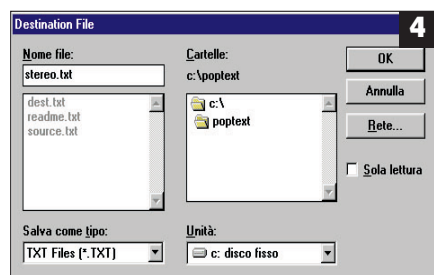 Destination File
4
Nome file:
stereo.txt
dest.txt
readme.txt
source.txt
Salva come tipo:
TXT Files (*.TXT)
Cartelle:
c:\poptext
c:\
poptext
Unità:
c: disco fisso
OK
Annulla
Rete...
Sola lettura